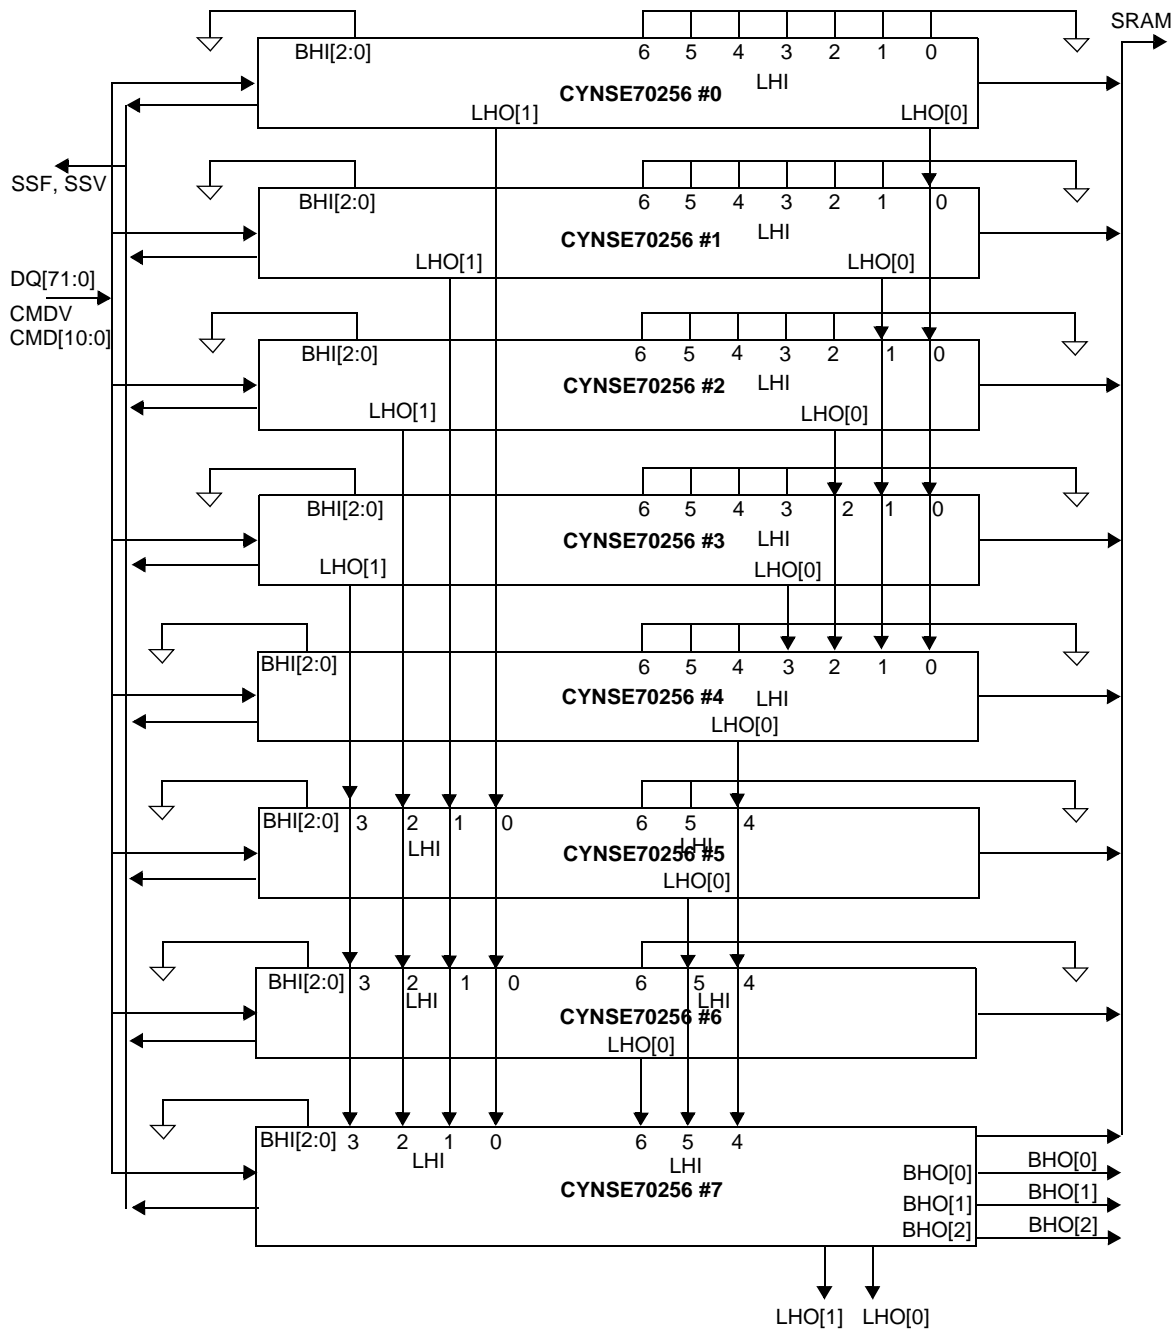 SRAM
BHI[2:0] 6 5 4 3 2 1 0
LHI
CYNSE70256 #0
LHO[1] LHO[0]
SSF, SSV
BHI[2:0] 6 5 4 3 2 1 0
LHI
CYNSE70256 #1
LHO[1] LHO[0]
DQ[71:0]
CMDV
CMD[10:0]
BHI[2:0] 6 5 4 3 2 1 0
LHI
CYNSE70256 #2
LHO[1] LHO[0]
BHI[2:0] 6 5 4 3 2 1 0
LHI
CYNSE70256 #3
LHO[1] LHO[0]
BHI[2:0] 6 5 4 3 2 1 0
LHI
CYNSE70256 #4
LHO[0]
BHI[2:0] 3 2 1 0 6 5 4
LHI LHI
CYNSE70256 #5
LHO[0]
BHI[2:0] 3 2 1 0 6 5 4
LHI LHI
CYNSE70256 #6
LHO[0]
BHI[2:0] 3 2 1 0 6 5 4
LHI LHI
CYNSE70256 #7
BHO[0] BHO[0]
BHO[1] BHO[1]
BHO[2] BHO[2]
LHO[1] LHO[0]